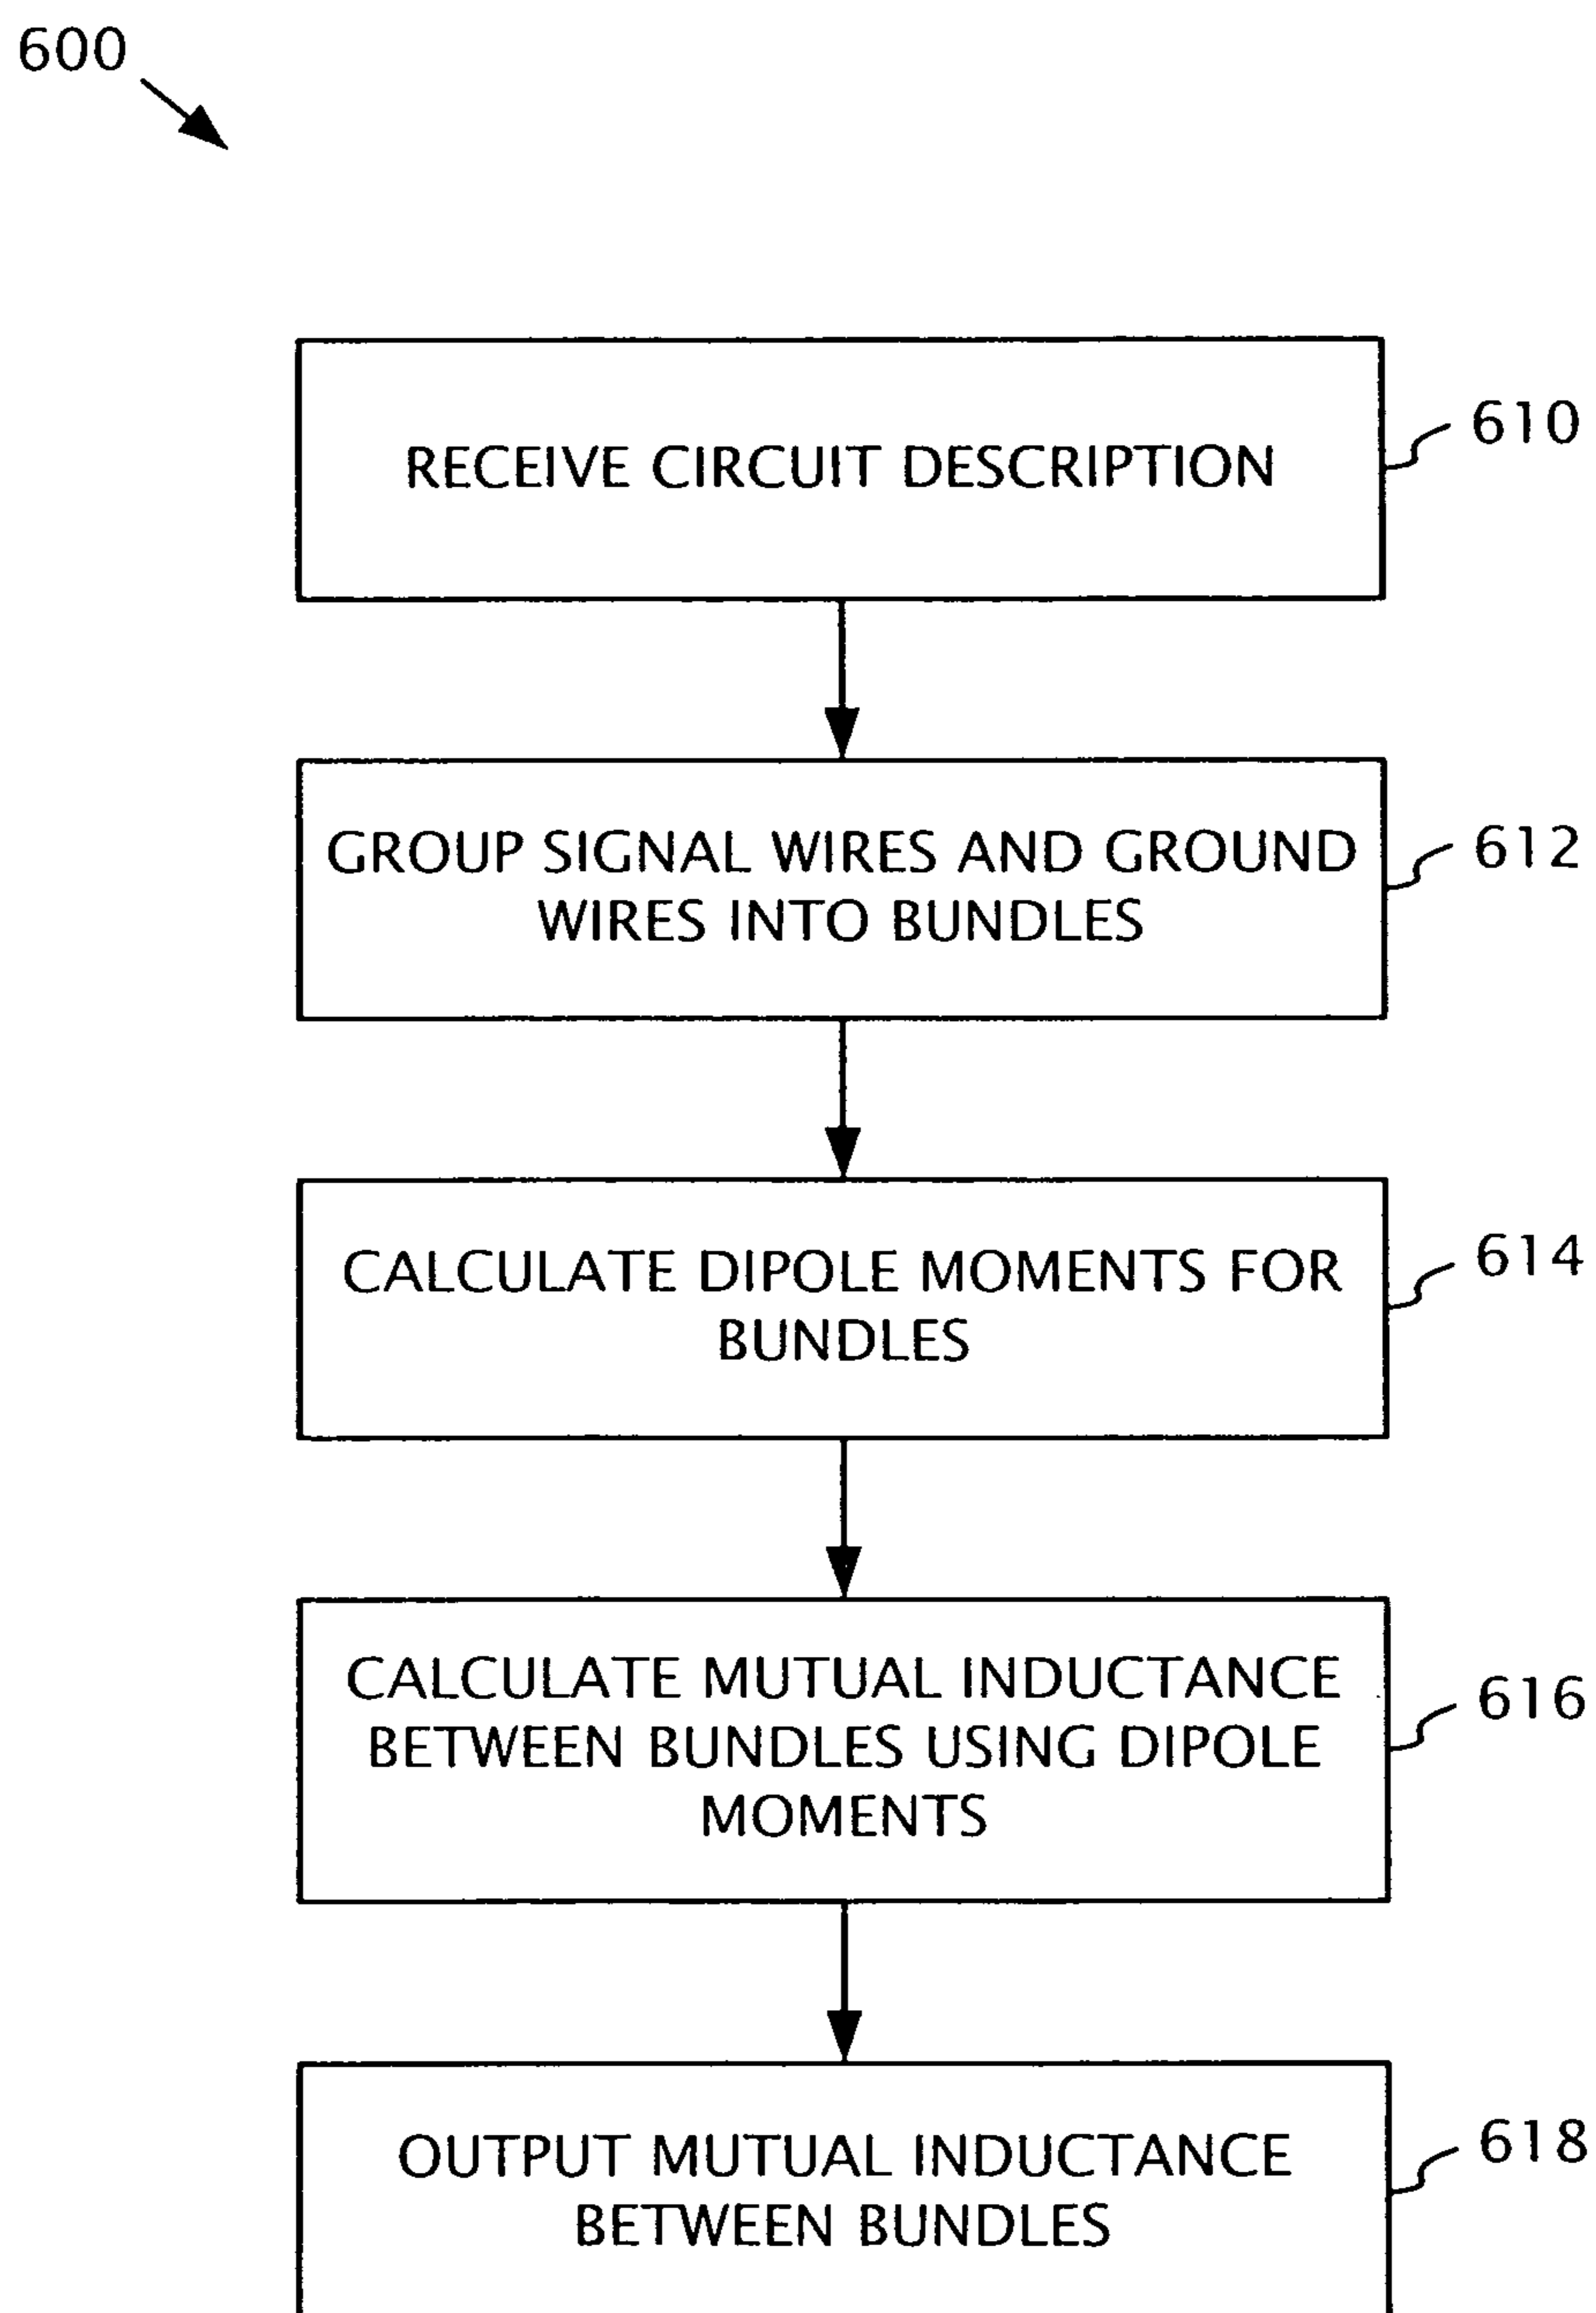 600
RECEIVE CIRCUIT DESCRIPTION
610
GROUP SIGNAL WIRES AND GROUND
WIRES INTO BUNDLES
612
CALCULATE DIPOLE MOMENTS FOR
BUNDLES
614
CALCULATE MUTUAL INDUCTANCE
BETWEEN BUNDLES USING DIPOLE
MOMENTS
616
OUTPUT MUTUAL INDUCTANCE
BETWEEN BUNDLES
618